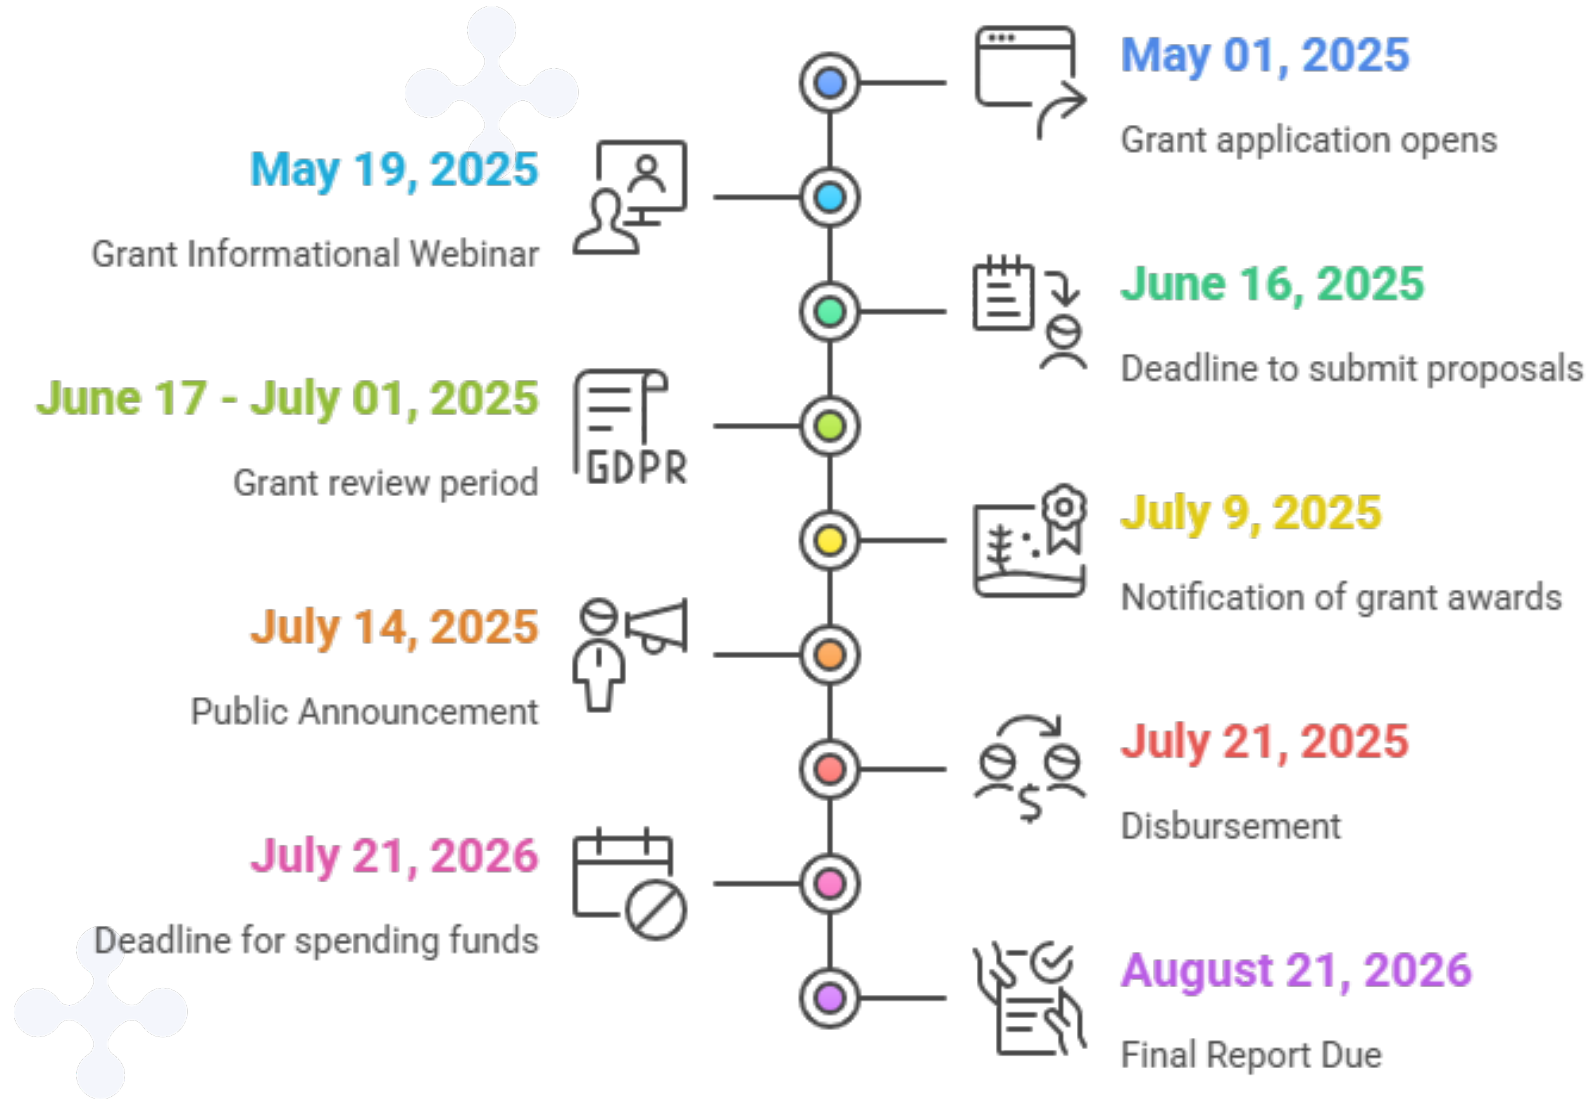 May 01, 2025
Grant application opens
May 19, 2025
Grant Informational Webinar
June 16, 2025
Deadline to submit proposals
June 17 - July 01, 2025
Grant review period
GDPR
July 9, 2025
Notification of grant awards
July 14, 2025
Public Announcement
July 21, 2025
Disbursement
$
July 21, 2026
Deadline for spending funds
August 21, 2026
Final Report Due